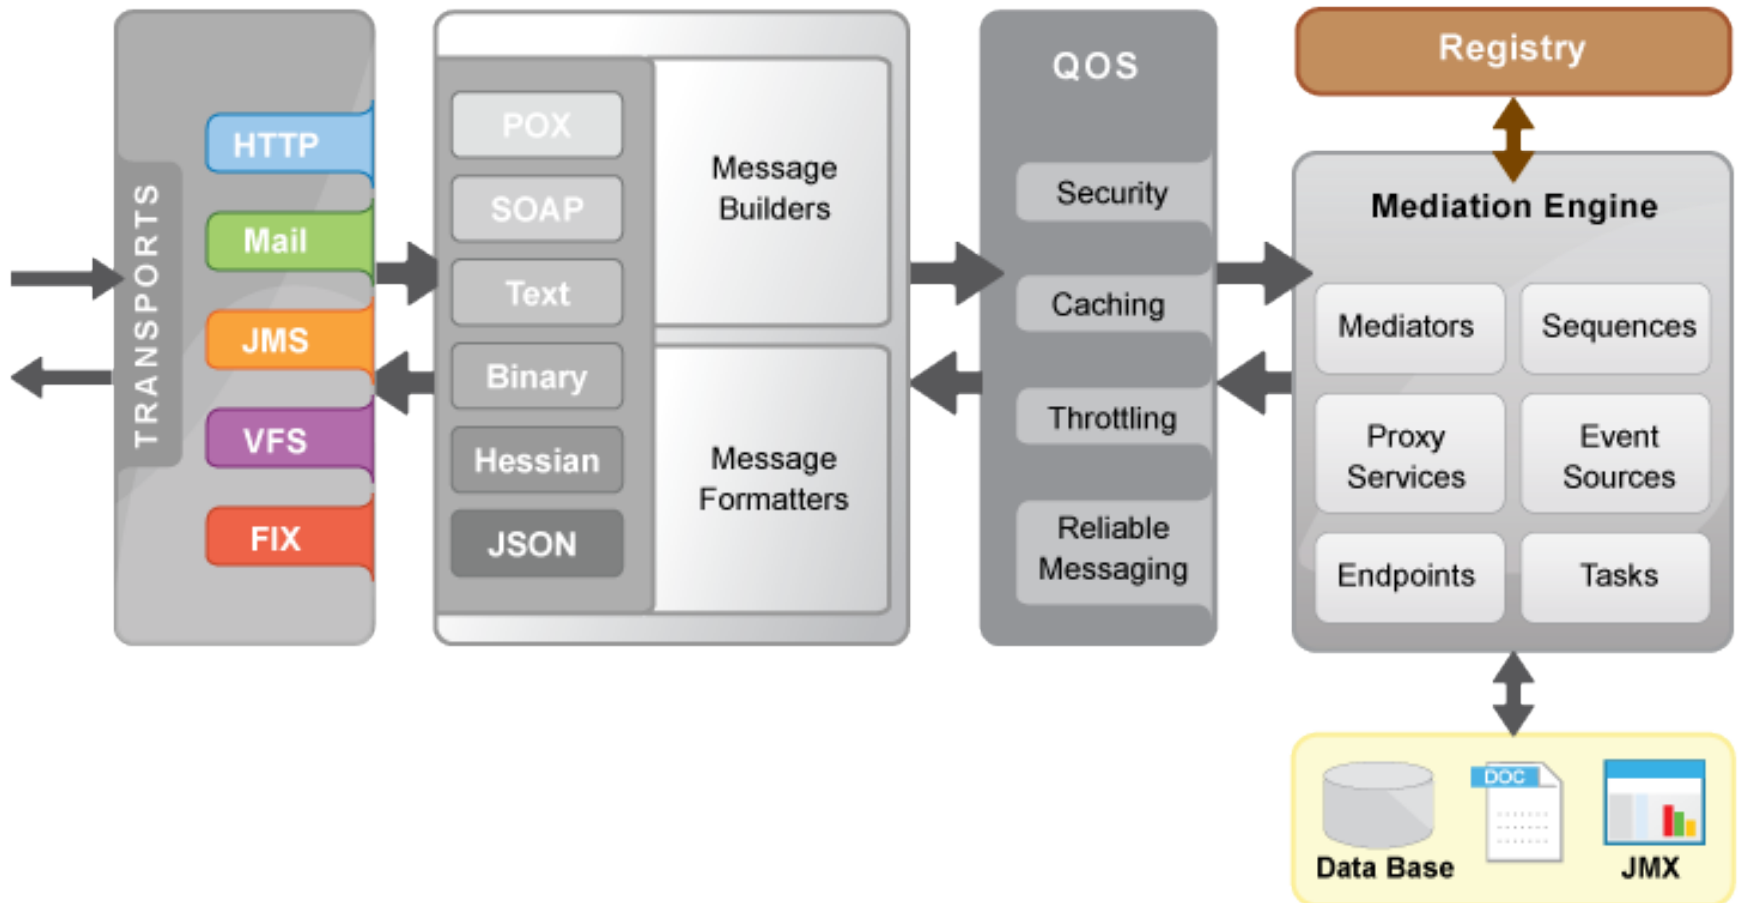 TRANSPORTS
HTTP
Mail
JMS
VFS
FIX
POX
SOAP
Text
Binary
Hessian
JSON
Message
Builders
Message
Formatters
QOS
Security
Caching
Throttling
Reliable
Messaging
Registry
Mediation Engine
Mediators
Sequences
Proxy
Services
Event
Sources
Endpoints
Tasks
DOC
Data Base
JMX